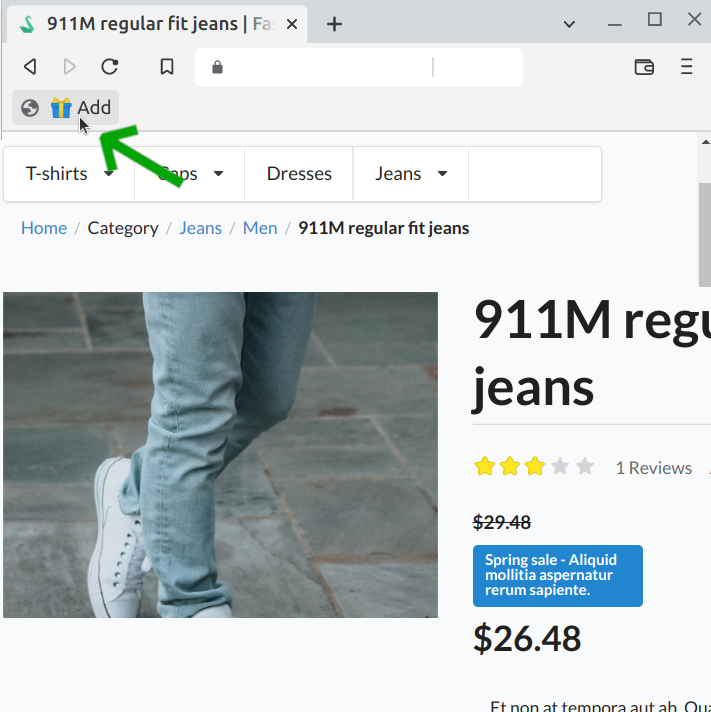 911M regular fit jeans | Fas
Add
T-shirts Caps Dresses Jeans
Home / Category / Jeans / Men / 911M regular fit jeans
911M regu
jeans
1 Reviews
$29.48
Spring sale - Aliquid
mollitia aspernatur
rerum sapiente.
$26.48
Et non at tempora aut ab. Qua